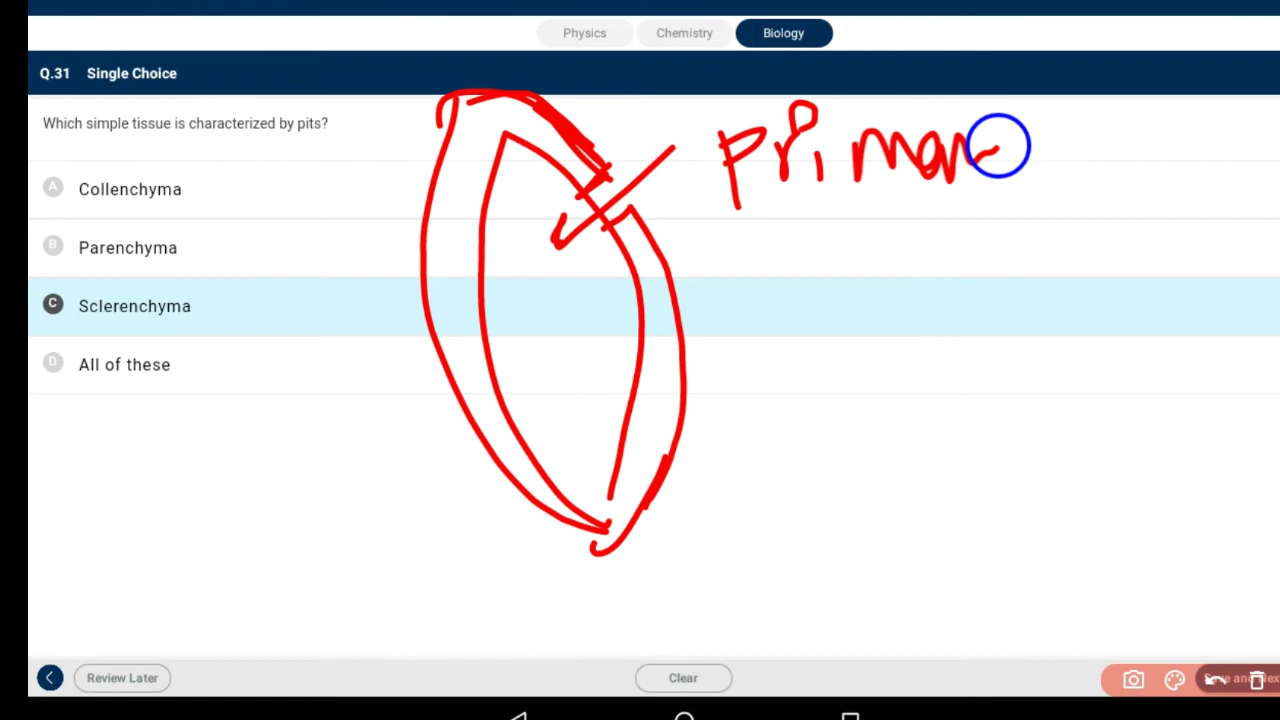 Physics Chemistry Biology
Q.31 Single Choice
Which simple tissue is characterized by pits?
A Collenchyma
B Parenchyma
C Sclerenchyma
D All of these
Review Later Clear